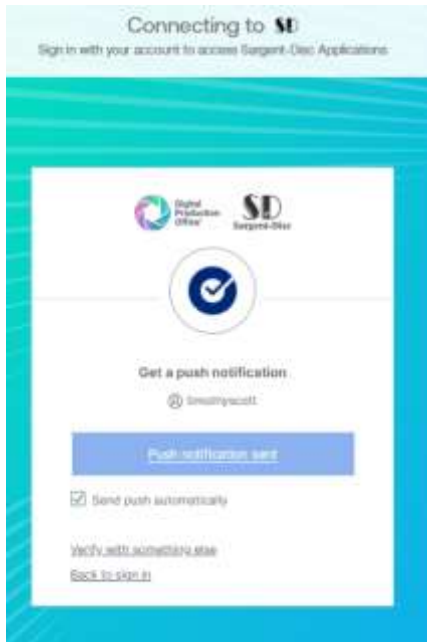 Connecting to SD
Sign in with your account to access Sargent-Disc Applications
Digital
Production
Office
SD
Sargent-Disc
Get a push notification
timothyscott
Push notification sent
Send push automatically
Verify with something else
Back to sign in